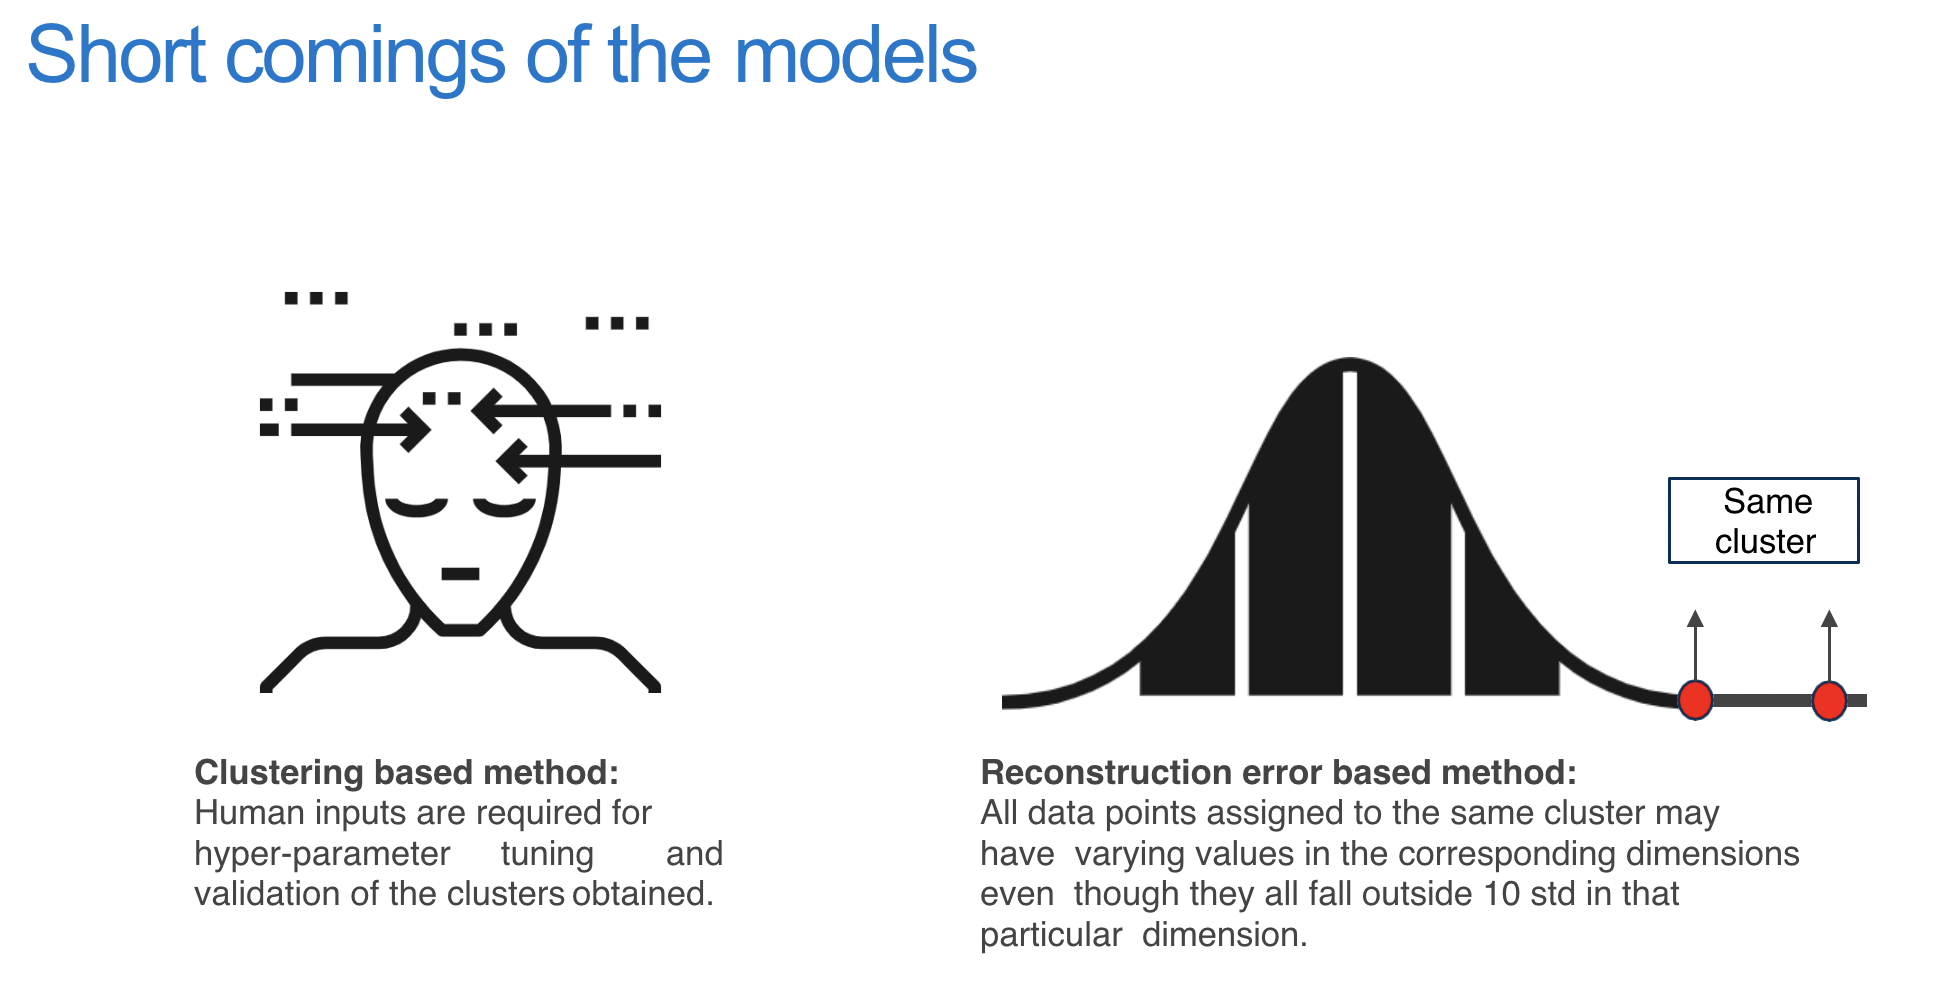 Short comings of the models
Same
cluster
Clustering based method:
Human inputs are required for
hyper-parameter tuning and
validation of the clusters obtained.
Reconstruction error based method:
All data points assigned to the same cluster may
have varying values in the corresponding dimensions
even though they all fall outside 10 std in that
particular dimension.